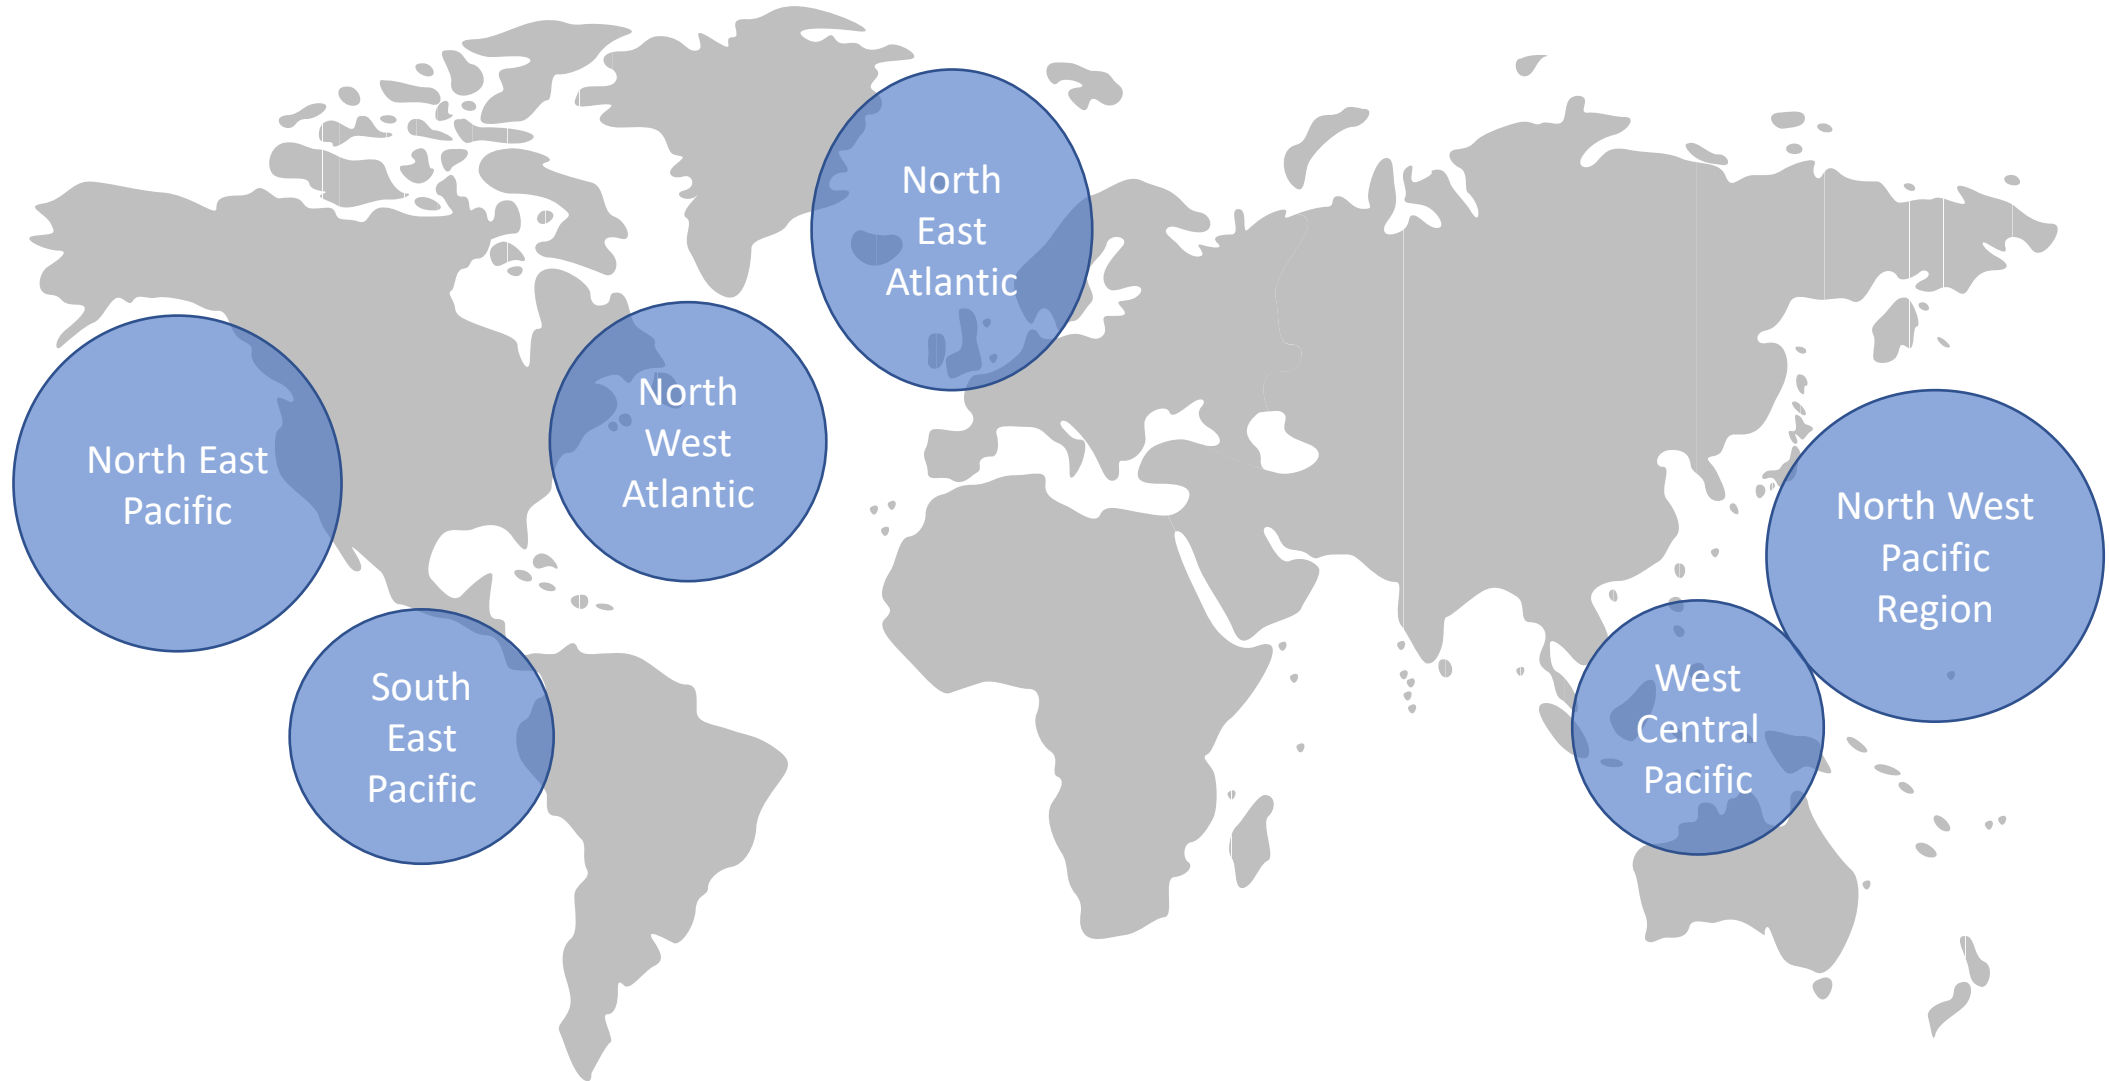 North
East
Atlantic
North
West
Atlantic
North East
Pacific
North West
Pacific
Region
South
East
Pacific
West
Central
Pacific